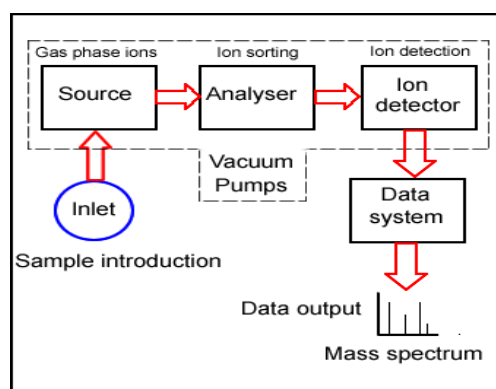 Gas phase ions
Ion sorting
Ion detection
Source
Analyser
Ion
detector
Vacuum
Pumps
Inlet
Data
system
Sample introduction
Data output
Mass spectrum